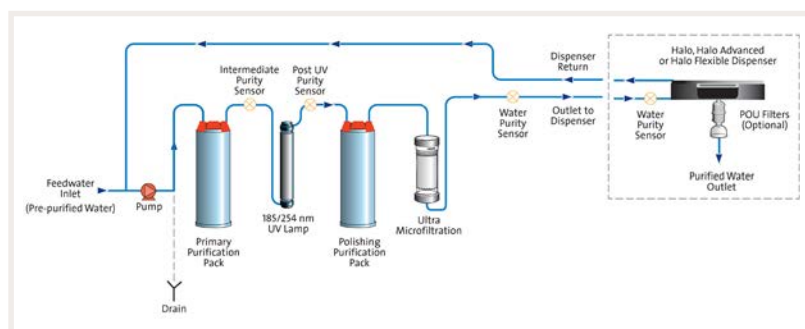 Halo, Halo Advanced
or Halo Flexible Dispenser
Dispenser
Return
Intermediate
Purity
Sensor
Post UV
Purity
Sensor
Water
Purity
Sensor
Outlet to
Dispenser
Water
Purity
Sensor
POU Filters
(Optional)
Purified Water
Outlet
Feedwater
Inlet
(Pre-purified Water)
Pump
185/254 nm
UV Lamp
Ultra
Microfiltration
Primary
Purification
Pack
Polishing
Purification
Pack
Drain